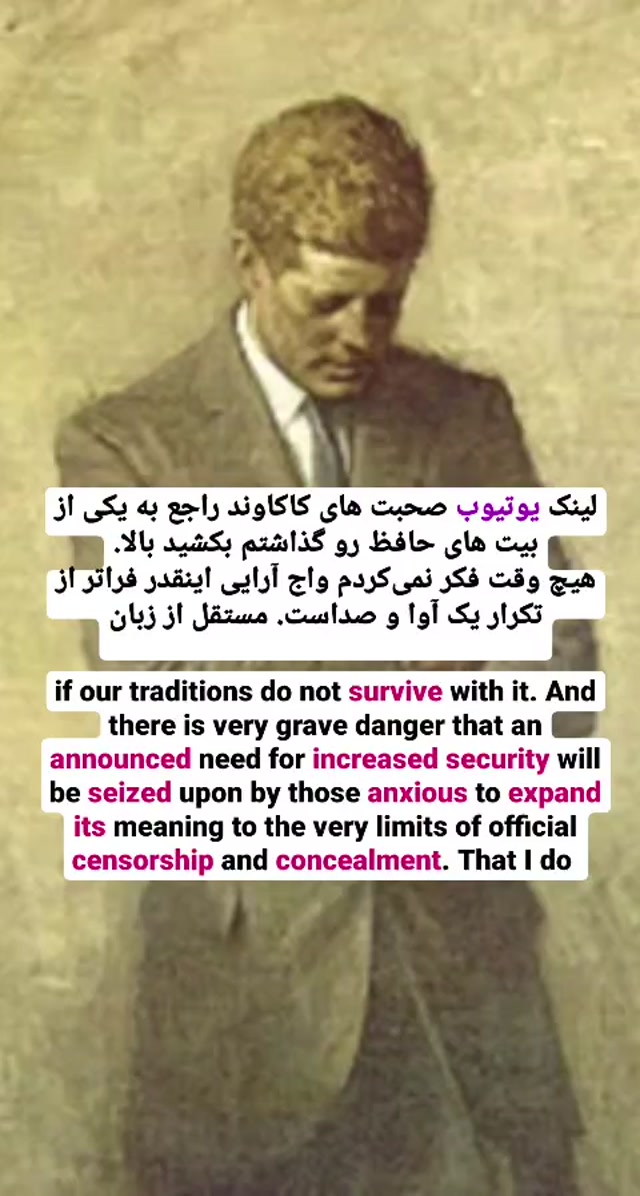 لینک یوتیوب صحبت های کاکاوند راجع به یکی از
بیت های حافظ رو گذاشتم بکشید بالا.
هیچ وقت فکر نمی‌کردم واج آرایی اینقدر فراتر از
تکرار یک آوا و صداست. مستقل از زبان
if our traditions do not survive with it. And
there is very grave danger that an
announced need for increased security will
be seized upon by those anxious to expand
its meaning to the very limits of official
censorship and concealment. That I do